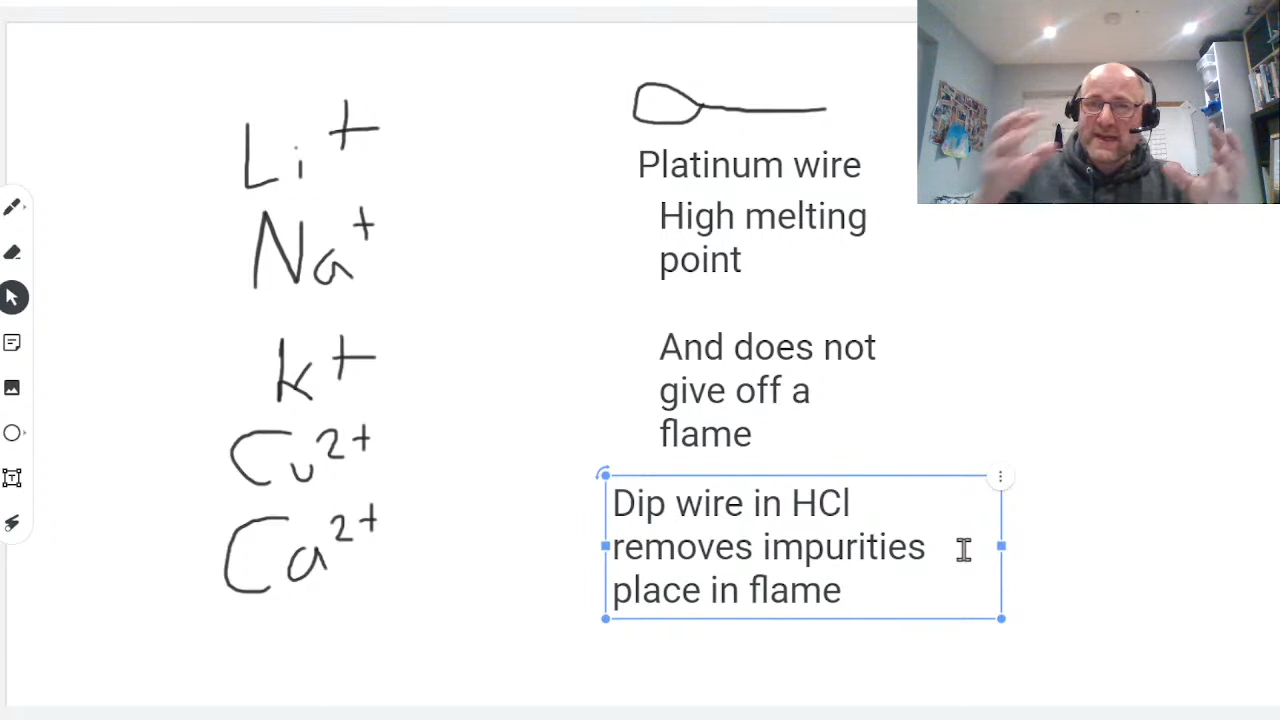 Li+
Na+
K+
Cu2+
Ca2+
Platinum wire
High melting
point
And does not
give off a
flame
Dip wire in HCl
removes impurities
place in flame